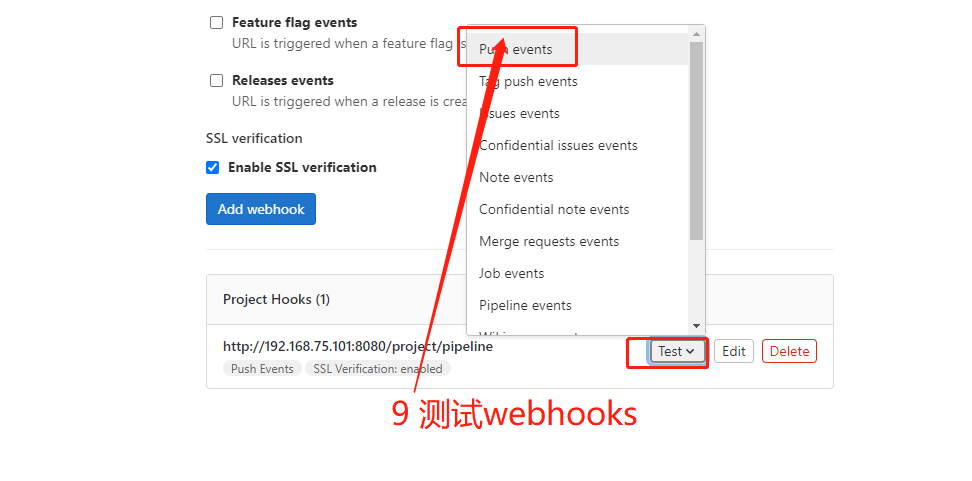 Feature flag events
URL is triggered when a feature flag is
Releases events
URL is triggered when a release is crea
SSL verification
Enable SSL verification
Add webhook
Push events
Tag push events
Issues events
Confidential issues events
Note events
Confidential note events
Merge requests events
Job events
Pipeline events
Project Hooks (1)
http://192.168.75.101:8080/project/pipeline
Push Events
SSL Verification: enabled
Test
Edit
Delete
9 测试webhooks